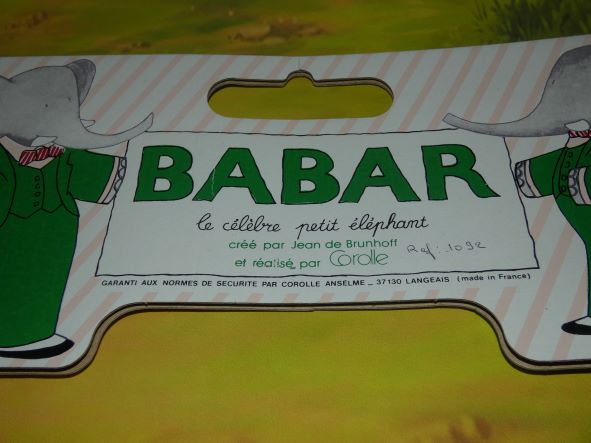 BABAR
le célèbre petit éléphant
créé par Jean de Brunhoff
et réalisé par Corolle
Ref: 1092
GARANTI AUX NORMES DE SECURITE PAR COROLLE ANSÉLME _ 37130 LANGEAIS (made in France)